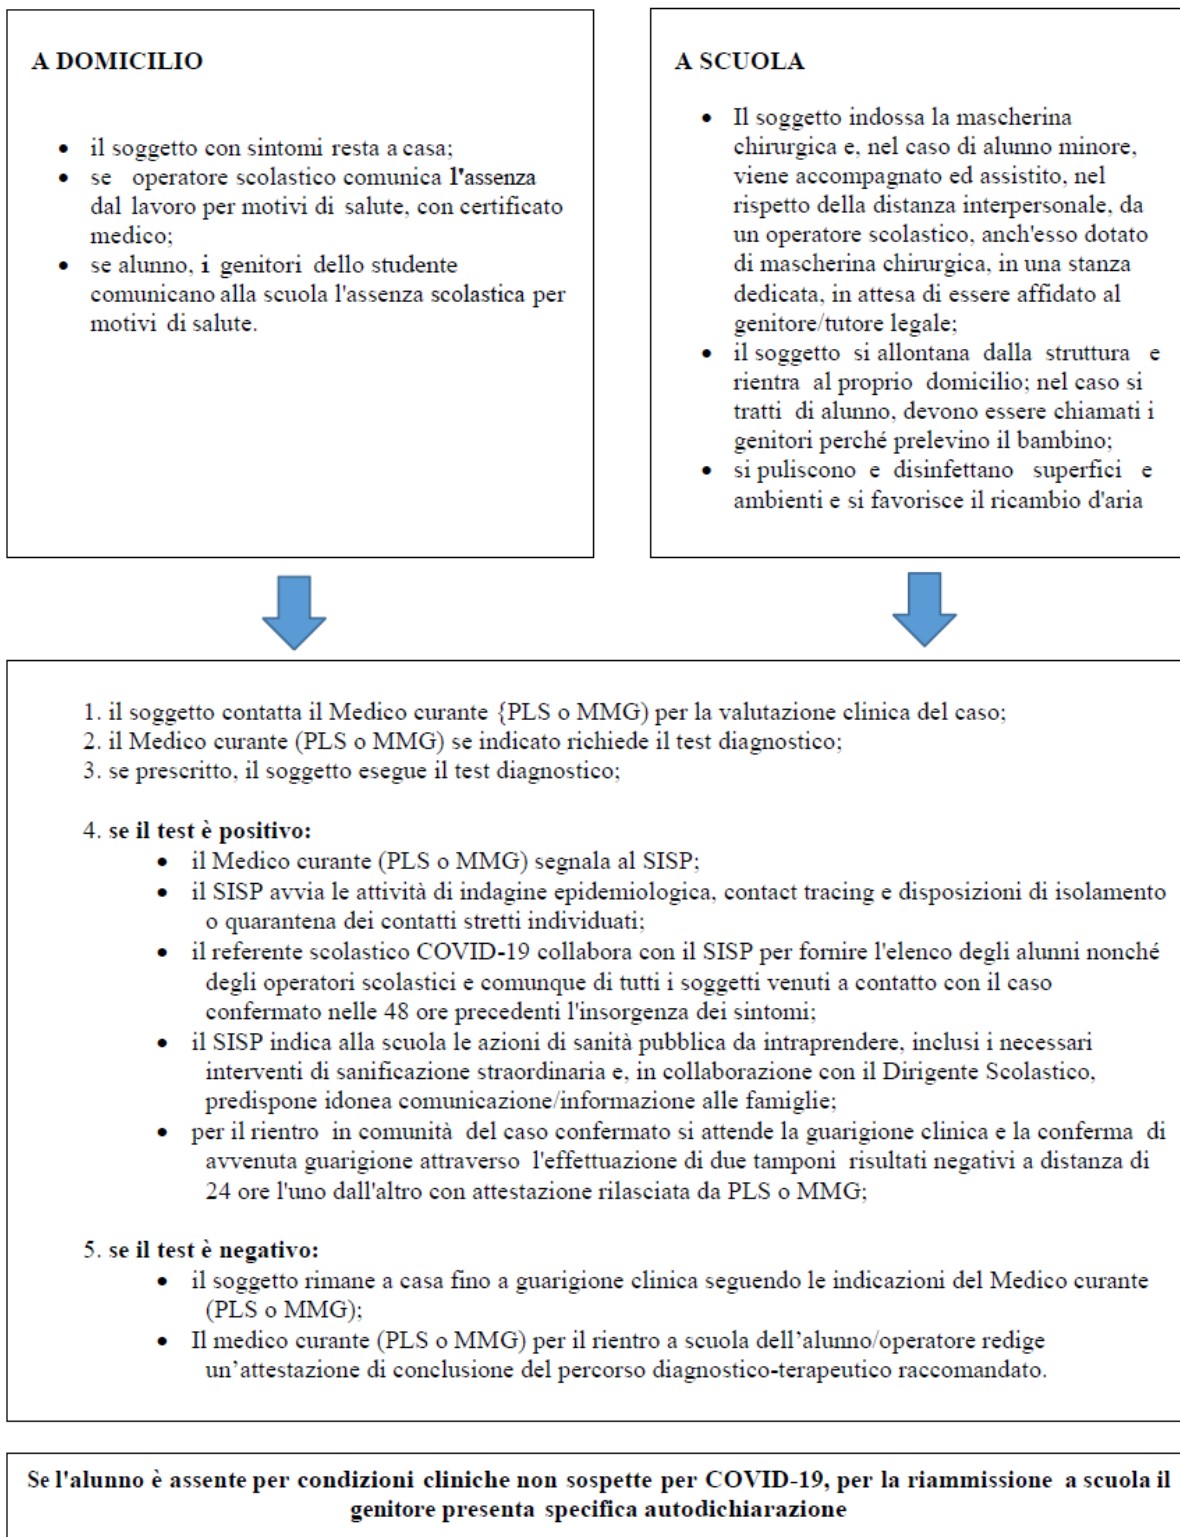 A DOMICILIO
• il soggetto con sintomi resta a casa;
• se operatore scolastico comunica l'assenza
dal lavoro per motivi di salute, con certificato
medico;
• se alunno, i genitori dello studente
comunicano alla scuola l'assenza scolastica per
motivi di salute.
A SCUOLA
• Il soggetto indossa la mascherina
chirurgica e, nel caso di alunno minore,
viene accompagnato ed assistito, nel
rispetto della distanza interpersonale, da
un operatore scolastico, anch'esso dotato
di mascherina chirurgica, in una stanza
dedicata, in attesa di essere affidato al
genitore/tutore legale;
• il soggetto si allontana dalla struttura e
rientra al proprio domicilio; nel caso si
tratti di alunno, devono essere chiamati i
genitori perché prelevino il bambino;
• si puliscono e disinfettano superfici e
ambienti e si favorisce il ricambio d'aria
1. il soggetto contatta il Medico curante {PLS o MMG) per la valutazione clinica del caso;
2. il Medico curante (PLS o MMG) se indicato richiede il test diagnostico;
3. se prescritto, il soggetto esegue il test diagnostico;
4. se il test è positivo:
• il Medico curante (PLS o MMG) segnala al SISP;
• il SISP avvia le attività di indagine epidemiologica, contact tracing e disposizioni di isolamento
o quarantena dei contatti stretti individuati;
• il referente scolastico COVID-19 collabora con il SISP per fornire l'elenco degli alunni nonché
degli operatori scolastici e comunque di tutti i soggetti venuti a contatto con il caso
confermato nelle 48 ore precedenti l'insorgenza dei sintomi;
• il SISP indica alla scuola le azioni di sanità pubblica da intraprendere, inclusi i necessari
interventi di sanificazione straordinaria e, in collaborazione con il Dirigente Scolastico,
predispone idonea comunicazione/informazione alle famiglie;
• per il rientro in comunità del caso confermato si attende la guarigione clinica e la conferma di
avvenuta guarigione attraverso l'effettuazione di due tamponi risultati negativi a distanza di
24 ore l'uno dall'altro con attestazione rilasciata da PLS o MMG;
5. se il test è negativo:
• il soggetto rimane a casa fino a guarigione clinica seguendo le indicazioni del Medico curante
(PLS o MMG);
• Il medico curante (PLS o MMG) per il rientro a scuola dell’alunno/operatore redige
un’attestazione di conclusione del percorso diagnostico-terapeutico raccomandato.
Se l'alunno è assente per condizioni cliniche non sospette per COVID-19, per la riammissione a scuola il
genitore presenta specifica autodichiarazione